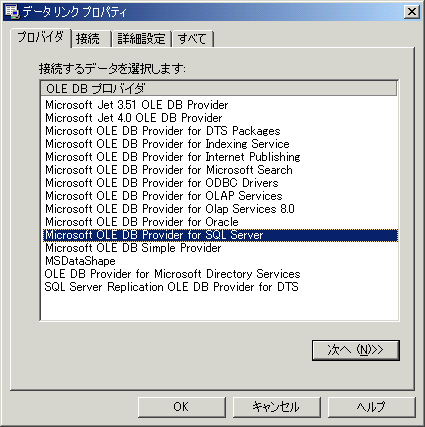 データ リンク プロパティ
プロバイダ 接続 詳細設定 すべて
接続するデータを選択します:
OLE DB プロバイダ
Microsoft Jet 3.51 OLE DB Provider
Microsoft Jet 4.0 OLE DB Provider
Microsoft OLE DB Provider for DTS Packages
Microsoft OLE DB Provider for Indexing Service
Microsoft OLE DB Provider for Internet Publishing
Microsoft OLE DB Provider for Microsoft Search
Microsoft OLE DB Provider for ODBC Drivers
Microsoft OLE DB Provider for OLAP Services
Microsoft OLE DB Provider for Olap Services 8.0
Microsoft OLE DB Provider for Oracle
Microsoft OLE DB Provider for SQL Server
Microsoft OLE DB Simple Provider
MSDataShape
OLE DB Provider for Microsoft Directory Services
SQL Server Replication OLE DB Provider for DTS
次へ (N)>>
OK キャンセル ヘルプ